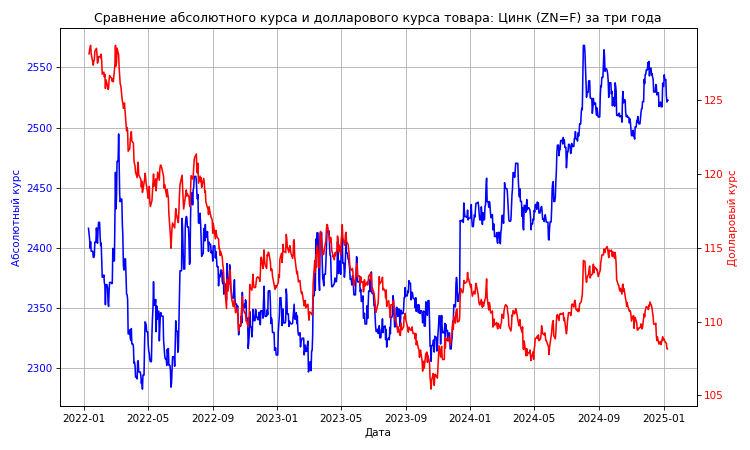 Сравнение абсолютного курса и долларового курса товара: Цинк (ZN=F) за три года
2550
2500
2450
2400
2350
2300
Абсолютный курс
125
120
115
110
105
Долларовый курс
2022-01 2022-05 2022-09 2023-01 2023-05 2023-09 2024-01 2024-05 2024-09 2025-01
Дата